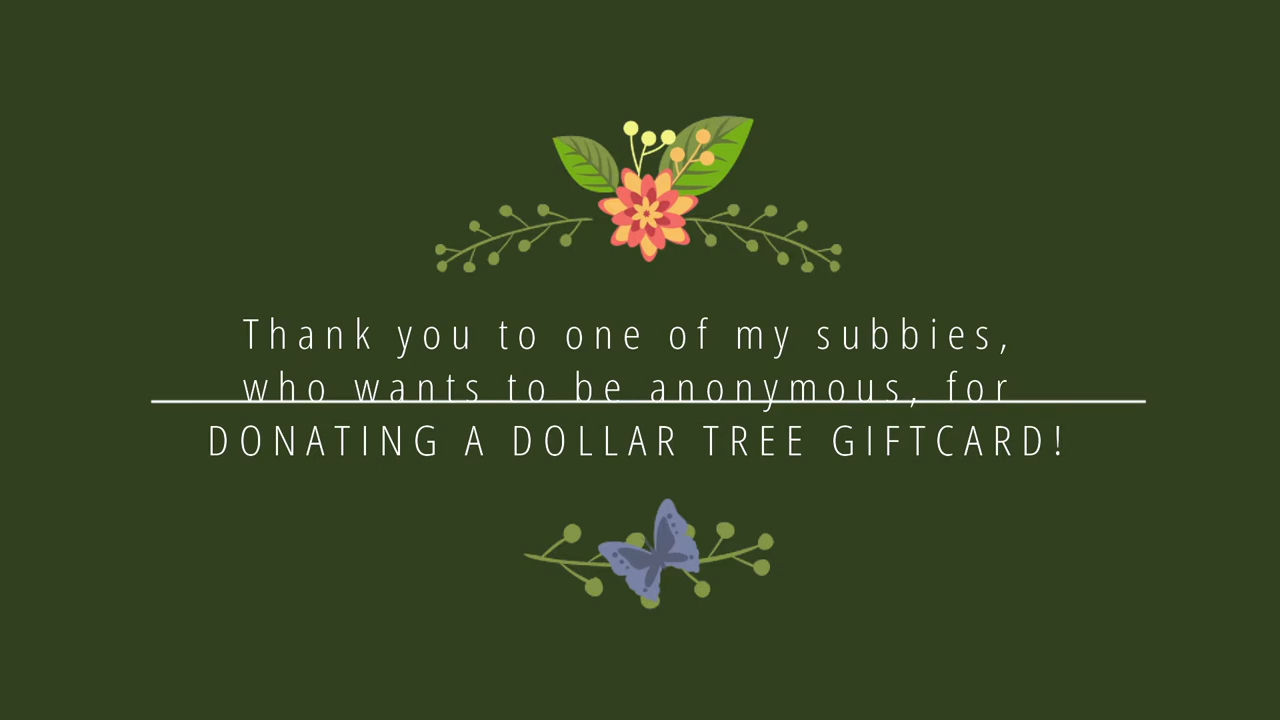 Thank you to one of my subbies,
who wants to be anonymous, for
DONATING A DOLLAR TREE GIFTCARD!